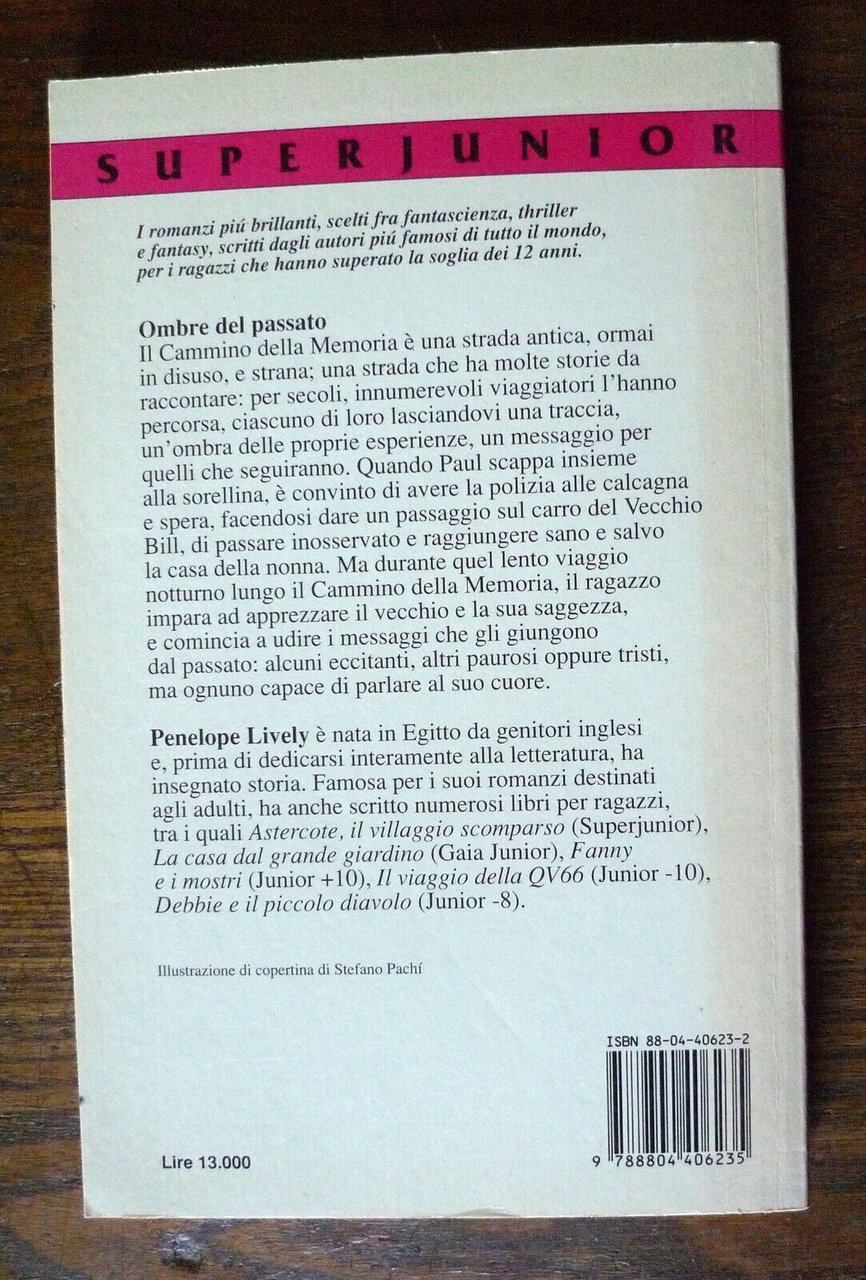 SUPERJUNIOR
I romanzi piú brillanti, scelti fra fantascienza, thriller
e fantasy, scritti dagli autori piú famosi di tutto il mondo,
per i ragazzi che hanno superato la soglia dei 12 anni.
Ombre del passato
Il Cammino della Memoria è una strada antica, ormai
in disuso, e strana; una strada che ha molte storie da
raccontare: per secoli, innumerevoli viaggiatori l'hanno
percorsa, ciascuno di loro lasciandovi una traccia,
un'ombra delle proprie esperienze, un messaggio per
quelli che seguiranno. Quando Paul scappa insieme
alla sorellina, è convinto di avere la polizia alle calcagna
e spera, facendosi dare un passaggio sul carro del Vecchio
Bill, di passare inosservato e raggiungere sano e salvo
la casa della nonna. Ma durante quel lento viaggio
notturno lungo il Cammino della Memoria, il ragazzo
impara ad apprezzare il vecchio e la sua saggezza,
e comincia a udire i messaggi che gli giungono
dal passato: alcuni eccitanti, altri paurosi oppure tristi,
ma ognuno capace di parlare al suo cuore.
Penelope Lively è nata in Egitto da genitori inglesi
e, prima di dedicarsi interamente alla letteratura, ha
insegnato storia. Famosa per i suoi romanzi destinati
agli adulti, ha anche scritto numerosi libri per ragazzi,
tra i quali Astercote, il villaggio scomparso (Superjunior),
La casa dal grande giardino (Gaia Junior), Fanny
e i mostri (Junior +10), Il viaggio della QV66 (Junior -10),
Debbie e il piccolo diavolo (Junior -8).
Illustrazione di copertina di Stefano Pachí
ISBN 88-04-40623-2
9 788804 406235
Lire 13.000